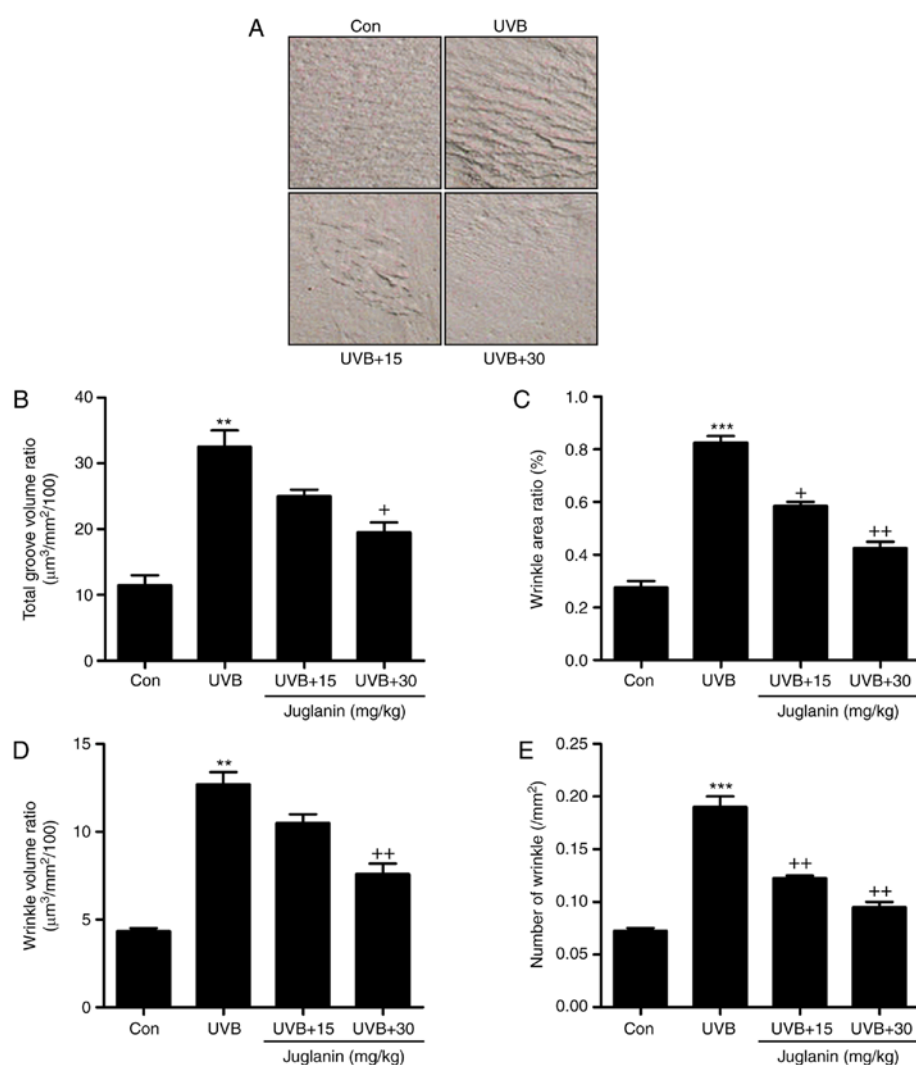 A
Con
UVB
UVB+15
UVB+30
B
Total groove volume ratio
(μm³/mm²/100)
40
30
20
10
0
**
+
Con
UVB
UVB+15
UVB+30
Juglanin (mg/kg)
C
Wrinkle area ratio (%)
1.0
0.8
0.6
0.4
0.2
0.0
***
+
++
Con
UVB
UVB+15
UVB+30
Juglanin (mg/kg)
D
Wrinkle volume ratio
(μm³/mm²/100)
15
10
5
0
**
++
Con
UVB
UVB+15
UVB+30
Juglanin (mg/kg)
E
Number of wrinkle (/mm²)
0.25
0.20
0.15
0.10
0.05
0.00
***
++
++
Con
UVB
UVB+15
UVB+30
Juglanin (mg/kg)